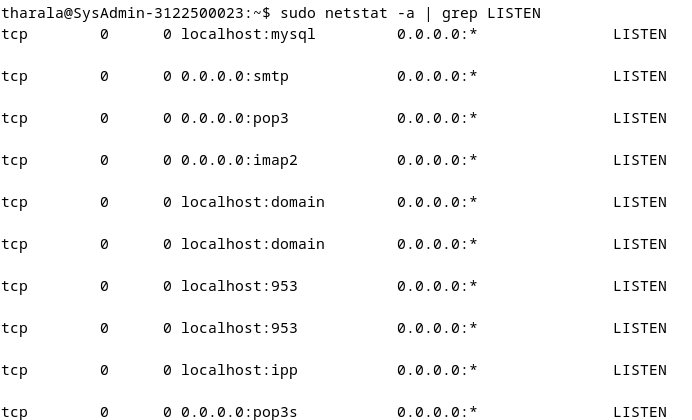 tharala@SysAdmin-3122500023:~$ sudo netstat -a | grep LISTEN
tcp        0      0 localhost:mysql         0.0.0.0:*               LISTEN
tcp        0      0 0.0.0.0:smtp            0.0.0.0:*               LISTEN
tcp        0      0 0.0.0.0:pop3            0.0.0.0:*               LISTEN
tcp        0      0 0.0.0.0:imap2           0.0.0.0:*               LISTEN
tcp        0      0 localhost:domain        0.0.0.0:*               LISTEN
tcp        0      0 localhost:domain        0.0.0.0:*               LISTEN
tcp        0      0 localhost:953           0.0.0.0:*               LISTEN
tcp        0      0 localhost:953           0.0.0.0:*               LISTEN
tcp        0      0 localhost:ipp           0.0.0.0:*               LISTEN
tcp        0      0 0.0.0.0:pop3s           0.0.0.0:*               LISTEN